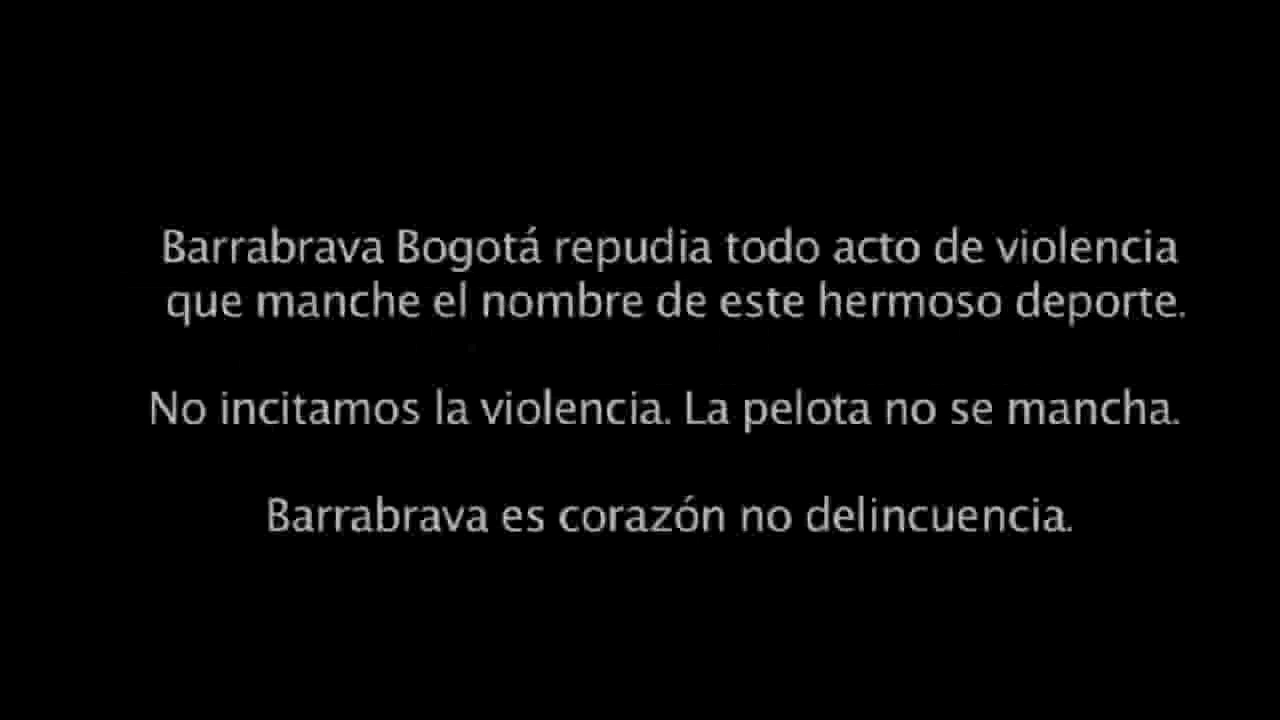 Barrabrava Bogotá repudia todo acto de violencia
que manche el nombre de este hermoso deporte.
No incitamos la violencia. La pelota no se mancha.
Barrabrava es corazón no delincuencia.